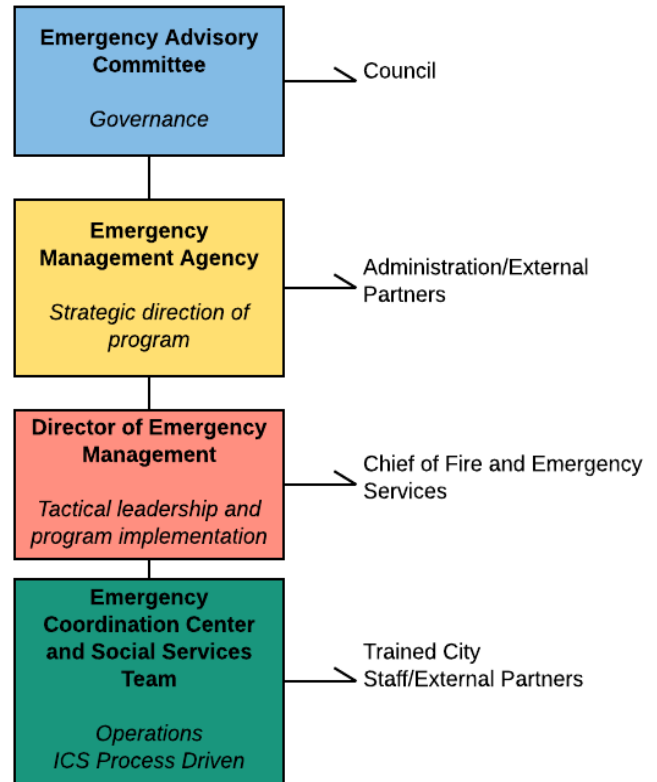 Emergency Advisory
Committee
Governance
Council
Emergency
Management Agency
Strategic direction of
program
Administration/External
Partners
Director of Emergency
Management
Tactical leadership and
program implementation
Chief of Fire and Emergency
Services
Emergency
Coordination Center
and Social Services
Team
Operations
ICS Process Driven
Trained City
Staff/External Partners